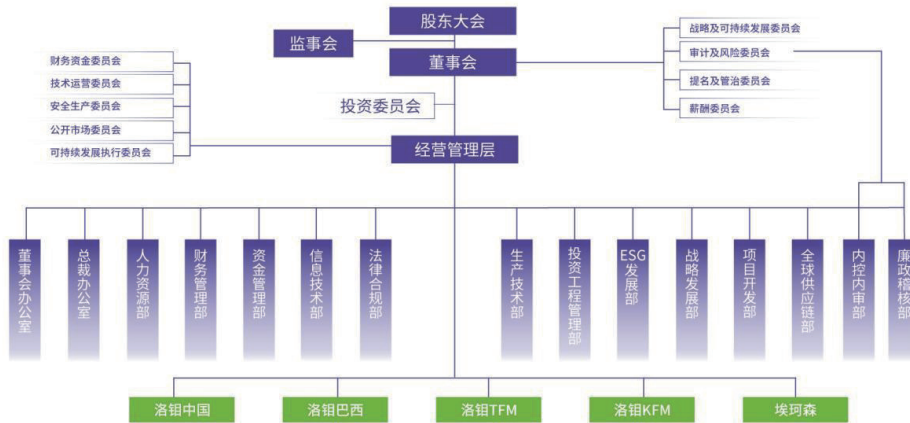 股东大会
监事会
董事会
战略及可持续发展委员会
审计及风险委员会
提名及管治委员会
薪酬委员会
财务资金委员会
技术运营委员会
安全生产委员会
公开市场委员会
可持续发展执行委员会
投资委员会
经营管理层
董事会办公室
总裁办公室
人力资源部
财务管理部
资金管理部
信息技术部
法律合规部
生产技术部
投资工程管理部
ESG发展部
战略发展部
项目开发部
全球供应链部
内控内审部
廉政稽核部
洛钼中国
洛钼巴西
洛钼TFM
洛钼KFM
埃珂森